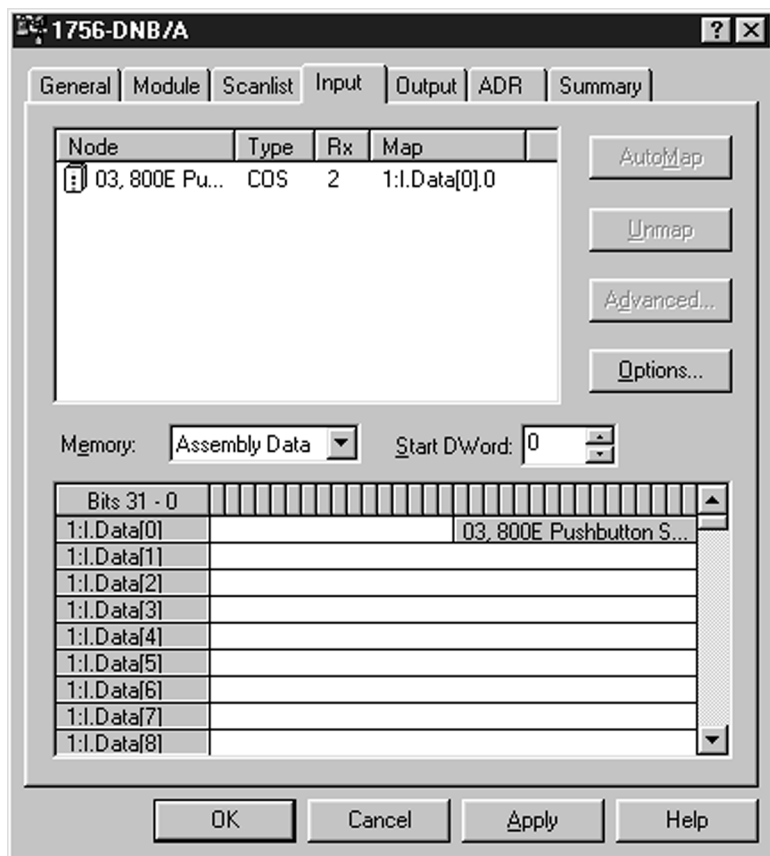 1756-DNB/A
General Module Scanlist Input Output ADR Summary
Node Type Rx Map
03, 800E Pu... COS 2 1:I.Data[0].0
AutoMap
Unmap
Advanced...
Options...
Memory: Assembly Data Start DWord: 0
Bits 31 - 0
1:I.Data[0] 03, 800E Pushbutton S...
1:I.Data[1]
1:I.Data[2]
1:I.Data[3]
1:I.Data[4]
1:I.Data[5]
1:I.Data[6]
1:I.Data[7]
1:I.Data[8]
OK Cancel Apply Help